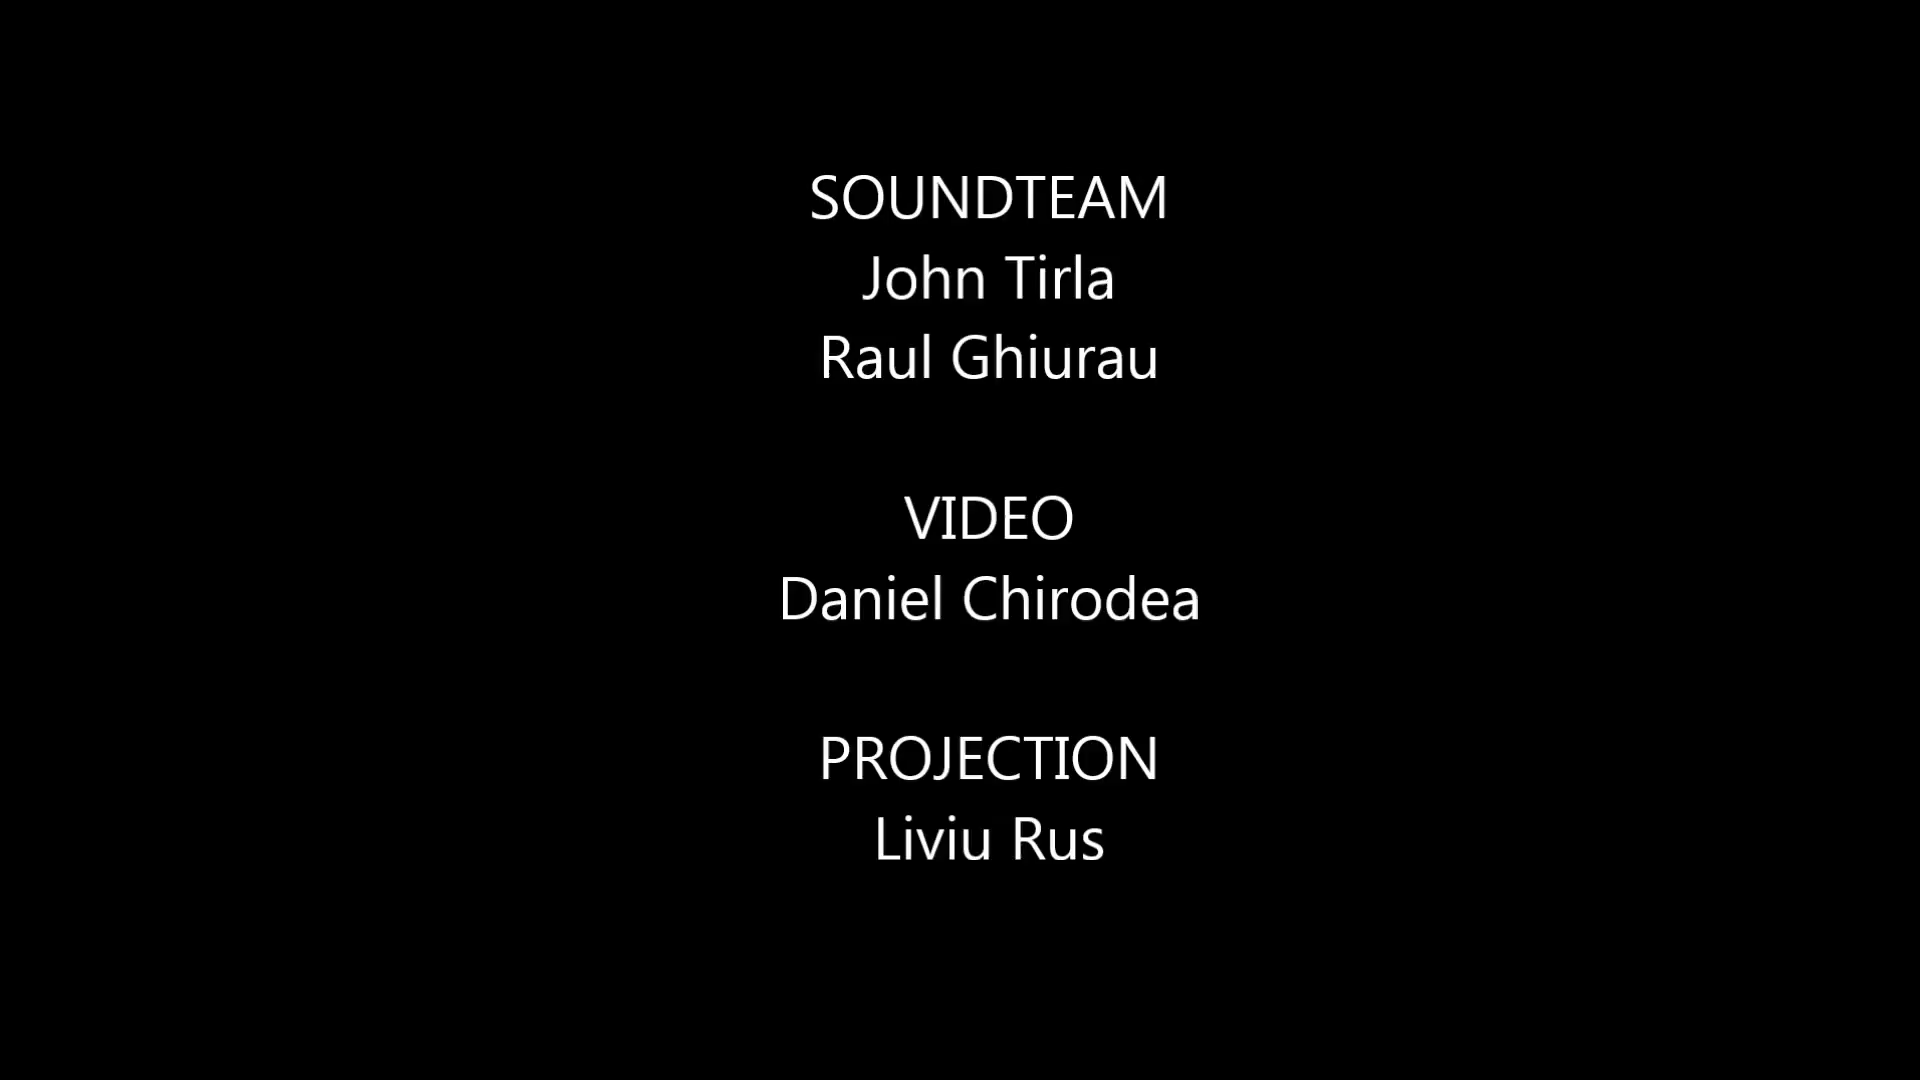 SOUNDTEAM
John Tirla
Raul Ghiurau
VIDEO
Daniel Chirodea
PROJECTION
Liviu Rus